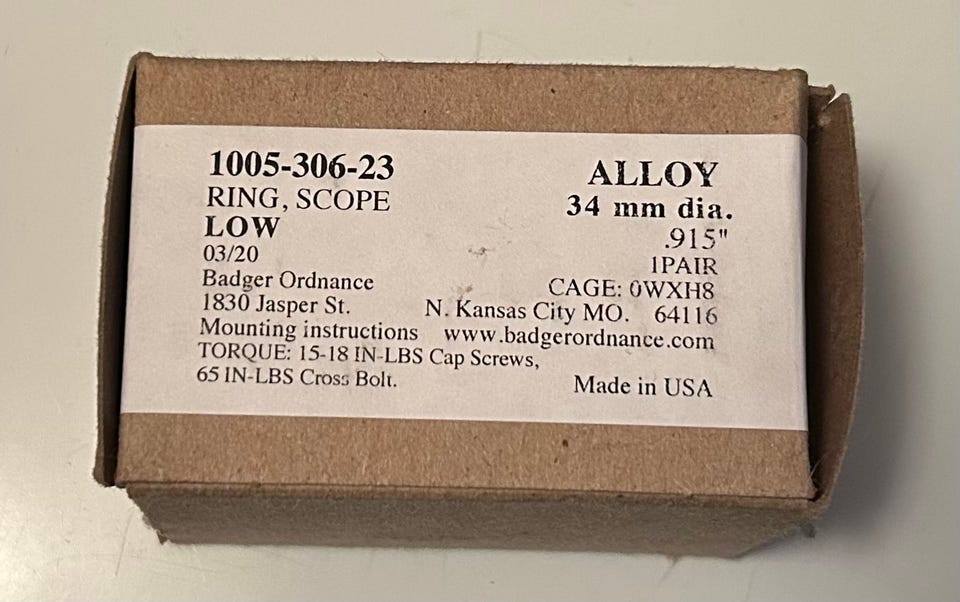 1005-306-23 ALLOY
RING, SCOPE 34 mm dia.
LOW .915"
03/20 1PAIR
Badger Ordnance CAGE: 0WXH8
1830 Jasper St. N. Kansas City MO. 64116
Mounting instructions www.badgerordnance.com
TORQUE: 15-18 IN-LBS Cap Screws,
65 IN-LBS Cross Bolt. Made in USA